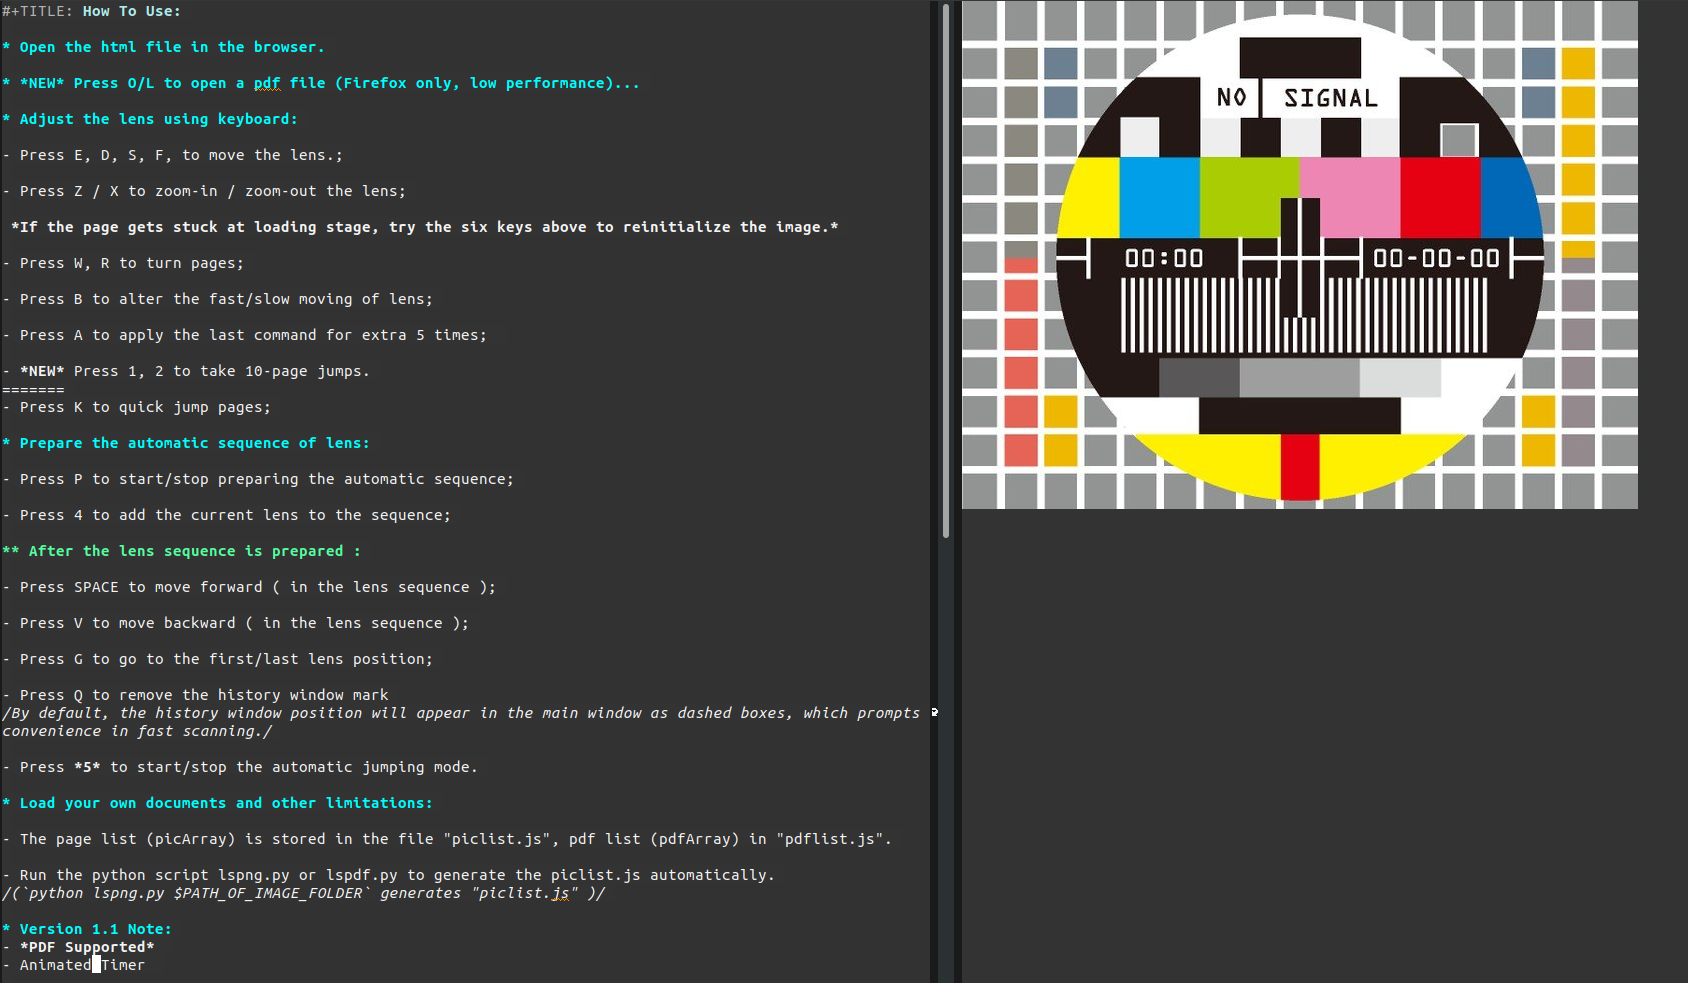 #+TITLE: How To Use:
* Open the html file in the browser.
* *NEW* Press O/L to open a pdf file (Firefox only, low performance)...
* Adjust the lens using keyboard:
- Press E, D, S, F, to move the lens.;
- Press Z / X to zoom-in / zoom-out the lens;
*If the page gets stuck at loading stage, try the six keys above to reinitialize the image.*
- Press W, R to turn pages;
- Press B to alter the fast/slow moving of lens;
- Press A to apply the last command for extra 5 times;
- *NEW* Press 1, 2 to take 10-page jumps.
=======
- Press K to quick jump pages;
* Prepare the automatic sequence of lens:
- Press P to start/stop preparing the automatic sequence;
- Press 4 to add the current lens to the sequence;
** After the lens sequence is prepared :
- Press SPACE to move forward ( in the lens sequence );
- Press V to move backward ( in the lens sequence );
- Press G to go to the first/last lens position;
- Press Q to remove the history window mark
/By default, the history window position will appear in the main window as dashed boxes, which prompts
convenience in fast scanning./
- Press *5* to start/stop the automatic jumping mode.
* Load your own documents and other limitations:
- The page list (picArray) is stored in the file "piclist.js", pdf list (pdfArray) in "pdflist.js".
- Run the python script lspng.py or lspdf.py to generate the piclist.js automatically.
/(`python lspng.py $PATH_OF_IMAGE_FOLDER` generates "piclist.js" )/
* Version 1.1 Note:
- *PDF Supported*
- Animated Timer
NO SIGNAL
00:00 00-00-00